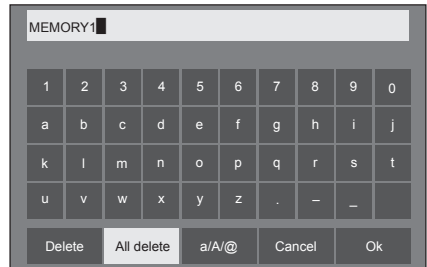 MEMORY1
1 2 3 4 5 6 7 8 9 0
a b c d e f g h i j
k l m n o p q r s t
u v w x y z . – _
Delete All delete a/A/@ Cancel Ok